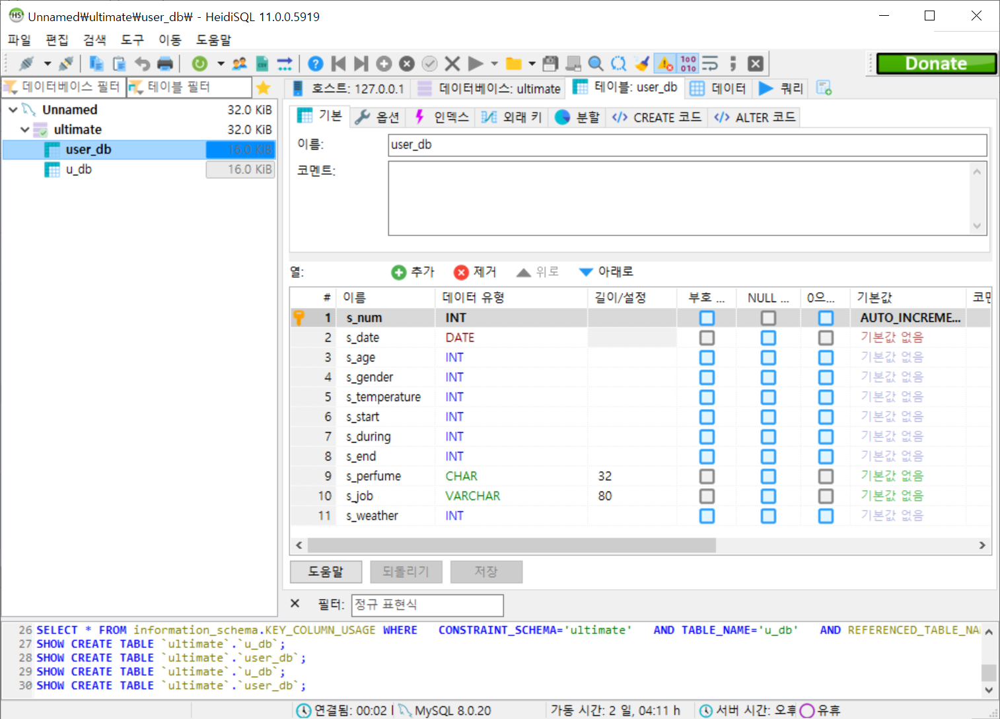 Unnamed₩ultimate₩user_db₩ - HeidiSQL 11.0.0.5919
파일 편집 검색 도구 이동 도움말
Donate
데이터베이스 필터 테이블 필터
호스트: 127.0.0.1 데이터베이스: ultimate 테이블: user_db 데이터 쿼리
Unnamed 32.0 KiB
ultimate 32.0 KiB
user_db 16.0 KiB
u_db 16.0 KiB
기본 옵션 인덱스 외래 키 분할 CREATE 코드 ALTER 코드
이름: user_db
코멘트:
열: 추가 제거 위로 아래로
# 이름 데이터 유형 길이/설정 부호 ... NULL ... 0으... 기본값 코멘
1 s_num INT AUTO_INCREME...
2 s_date DATE 기본값 없음
3 s_age INT 기본값 없음
4 s_gender INT 기본값 없음
5 s_temperature INT 기본값 없음
6 s_start INT 기본값 없음
7 s_during INT 기본값 없음
8 s_end INT 기본값 없음
9 s_perfume CHAR 32 기본값 없음
10 s_job VARCHAR 80 기본값 없음
11 s_weather INT 기본값 없음
도움말 되돌리기 저장
필터: 정규 표현식
26 SELECT * FROM information_schema.KEY_COLUMN_USAGE WHERE CONSTRAINT_SCHEMA='ultimate' AND TABLE_NAME='u_db' AND REFERENCED_TABLE_NA
27 SHOW CREATE TABLE `ultimate`.`u_db`;
28 SHOW CREATE TABLE `ultimate`.`user_db`;
29 SHOW CREATE TABLE `ultimate`.`u_db`;
30 SHOW CREATE TABLE `ultimate`.`user_db`;
연결됨: 00:02 MySQL 8.0.20 가동 시간: 2 일, 04:11 h 서버 시간: 오후 유휴